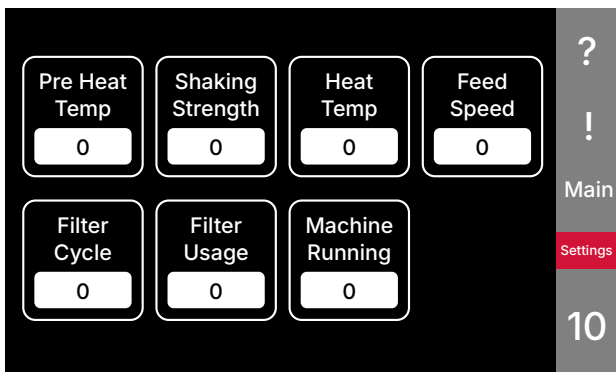 Pre Heat
Temp
0
Shaking
Strength
0
Heat
Temp
0
Feed
Speed
0
Filter
Cycle
0
Filter
Usage
0
Machine
Running
0
?
!
Main
Settings
10